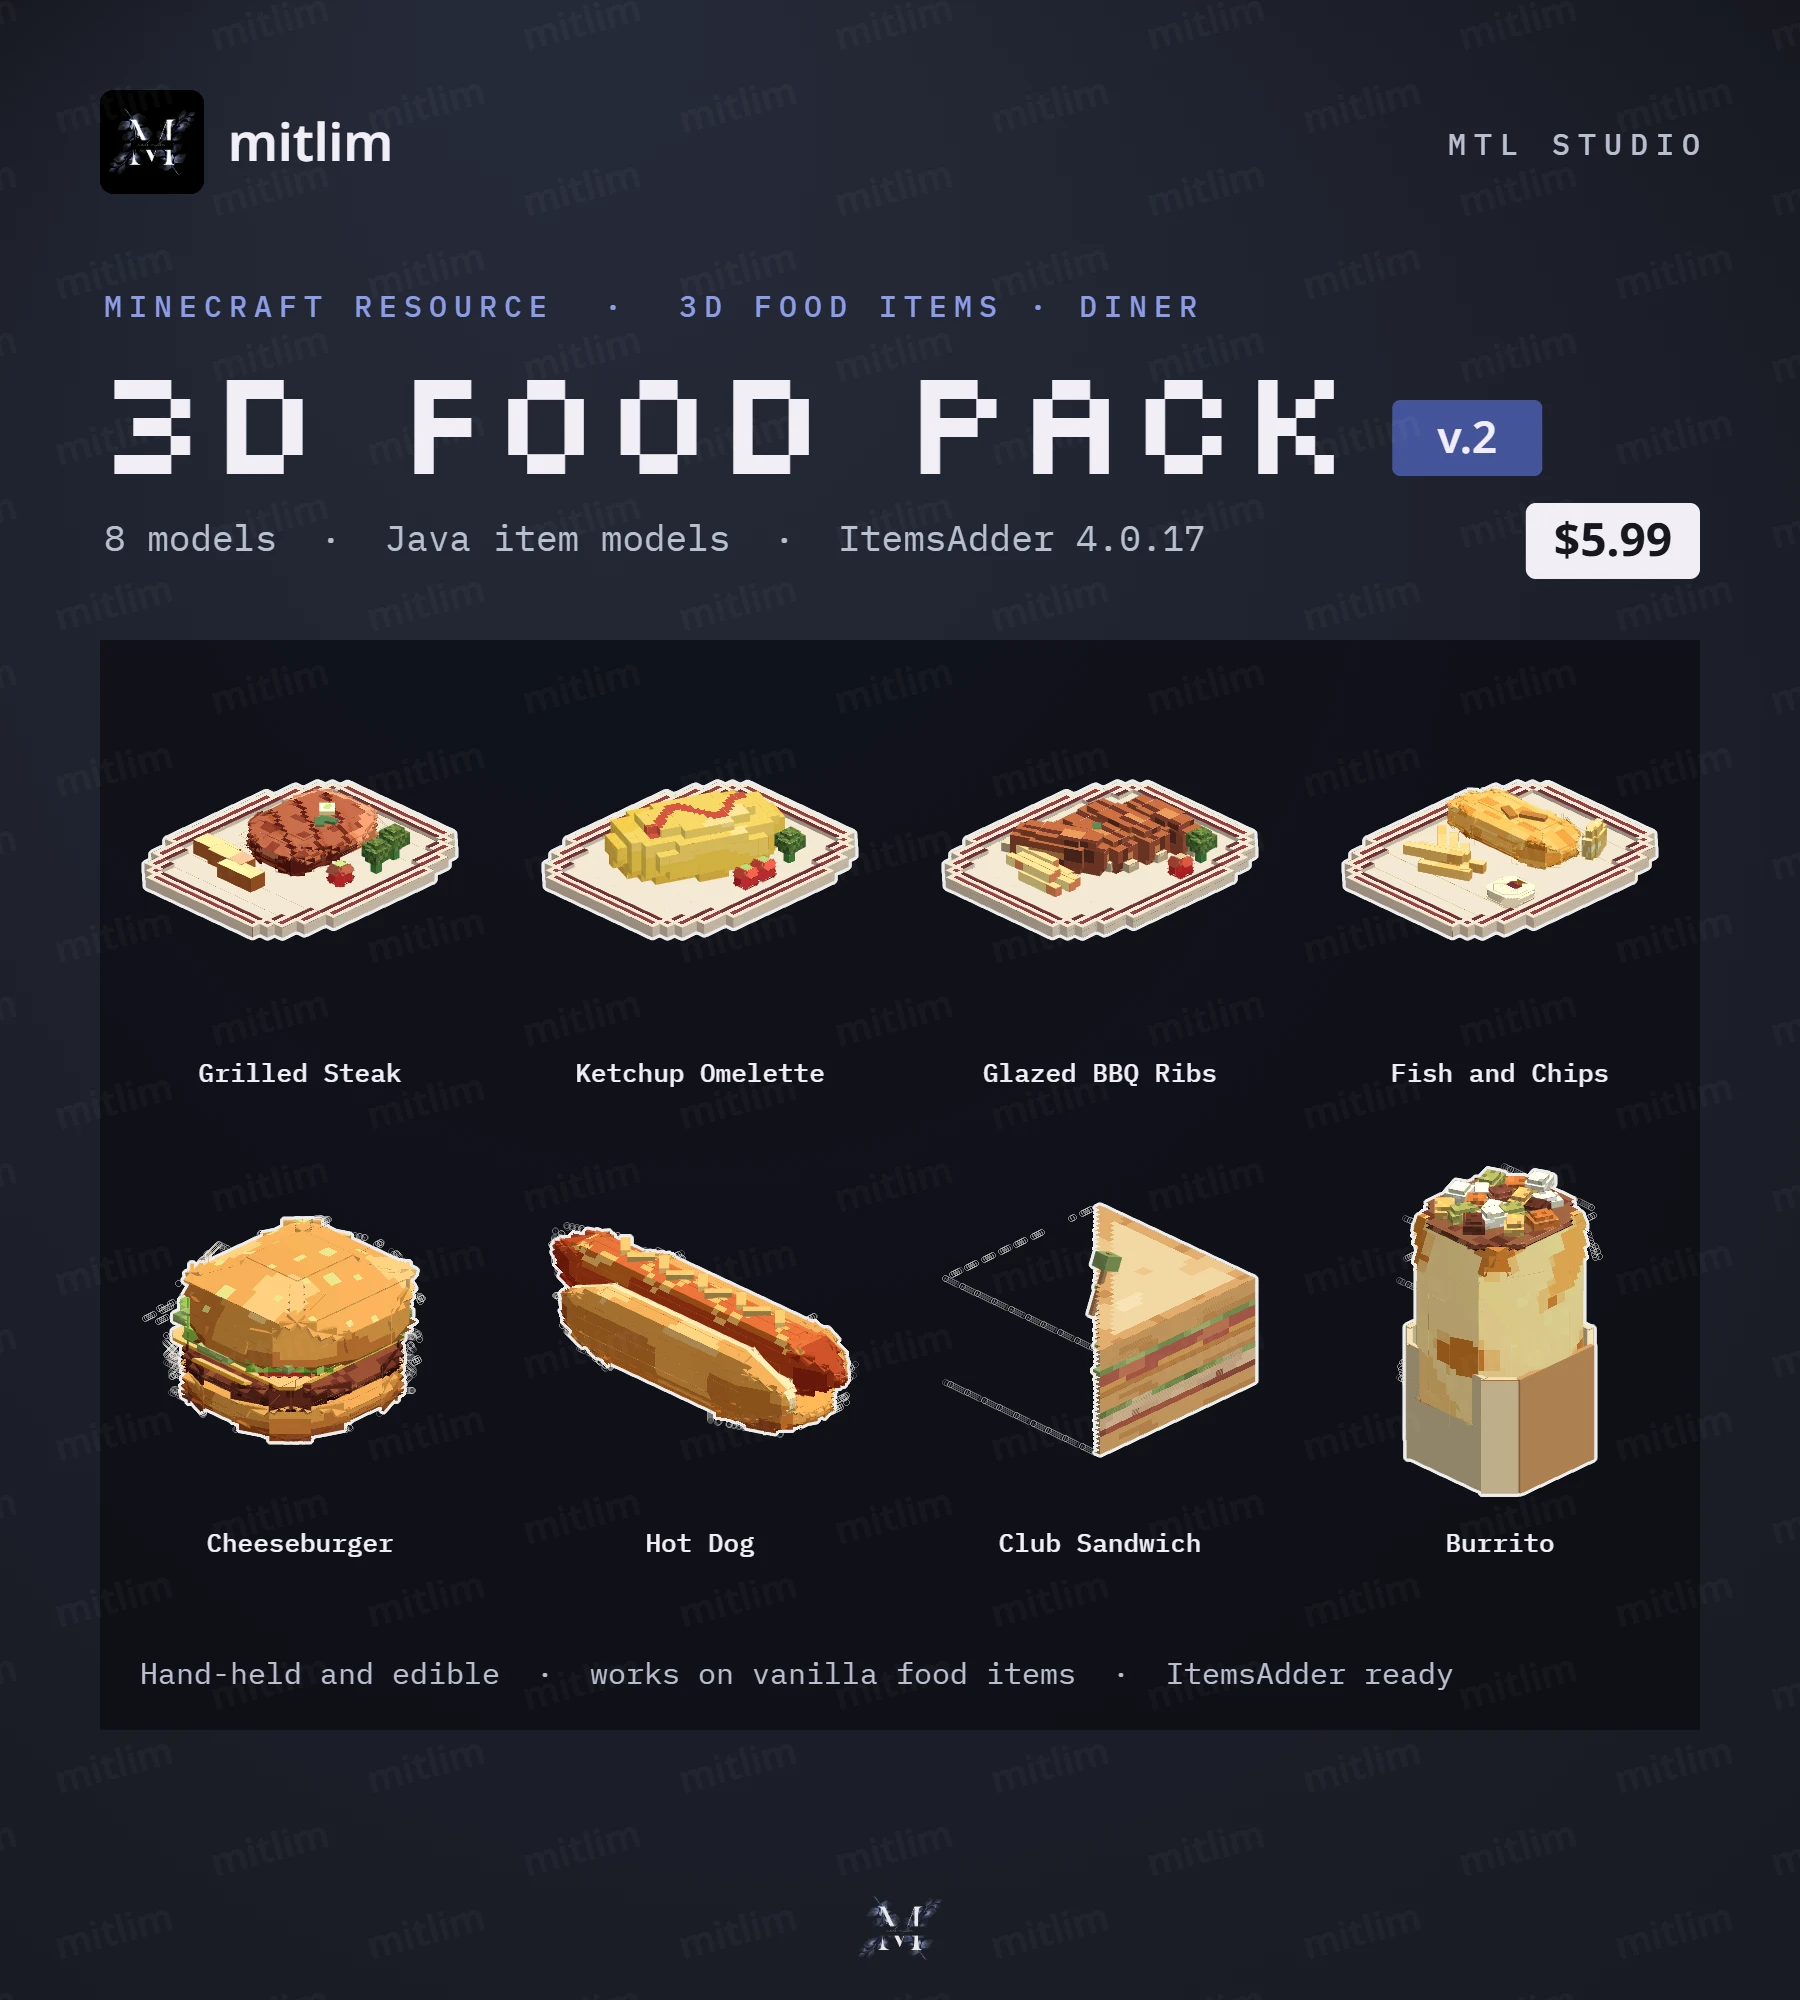 mitlim
MTL STUDIO
MINECRAFT RESOURCE · 3D FOOD ITEMS · DINER
3D FOOD PACK v.2
8 models · Java item models · ItemsAdder 4.0.17
$5.99
Grilled Steak
Ketchup Omelette
Glazed BBQ Ribs
Fish and Chips
Cheeseburger
Hot Dog
Club Sandwich
Burrito
Hand-held and edible · works on vanilla food items · ItemsAdder ready
M